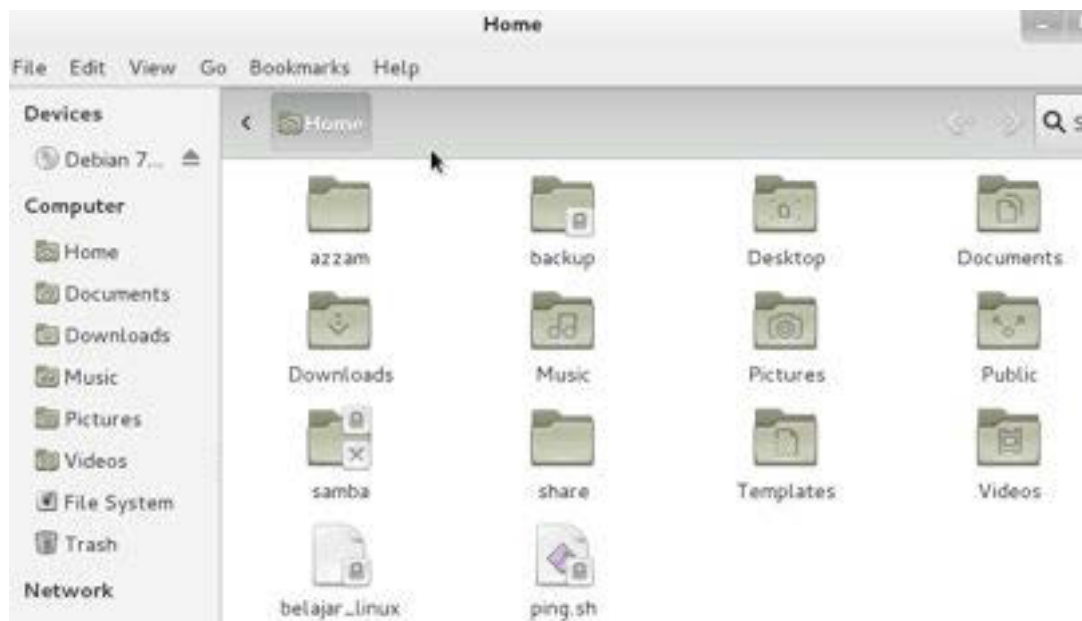 Home
File Edit View Go Bookmarks Help
Devices
Debian 7...
Computer
Home
Documents
Downloads
Music
Pictures
Videos
File System
Trash
Network
Home
S
azzam backup Desktop Documents
Downloads Music Pictures Public
samba share Templates Videos
belajar_linux ping.sh